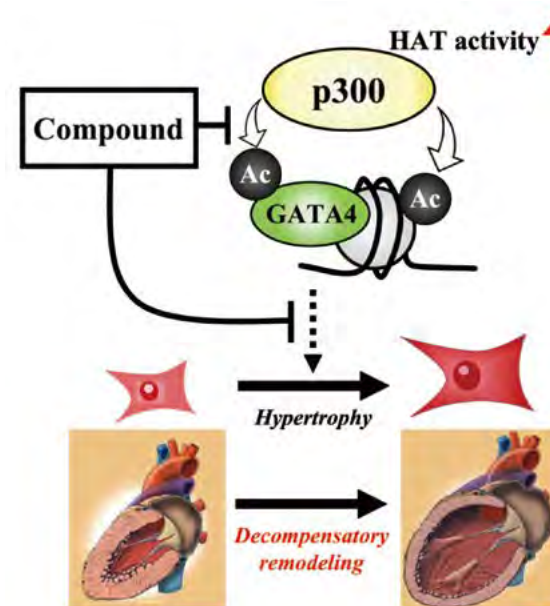 HAT activity
p300
Compound
Ac
Ac
GATA4
Hypertrophy
Decompensatory
remodeling